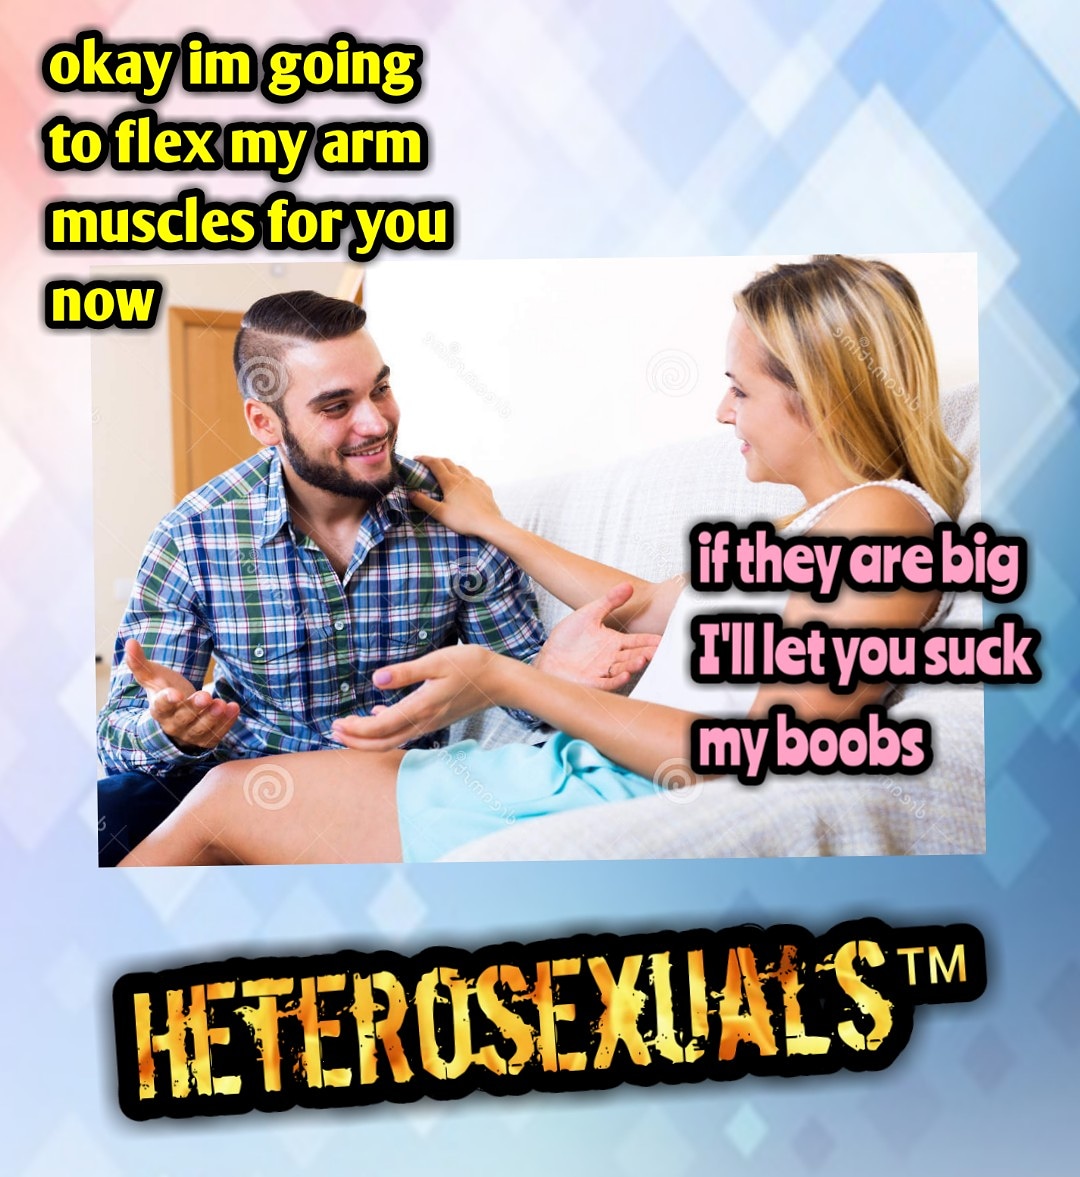 okay im going
to flex my arm
muscles for you
now
if they are big
I'll let you suck
my boobs
HETEROSEXUALS™